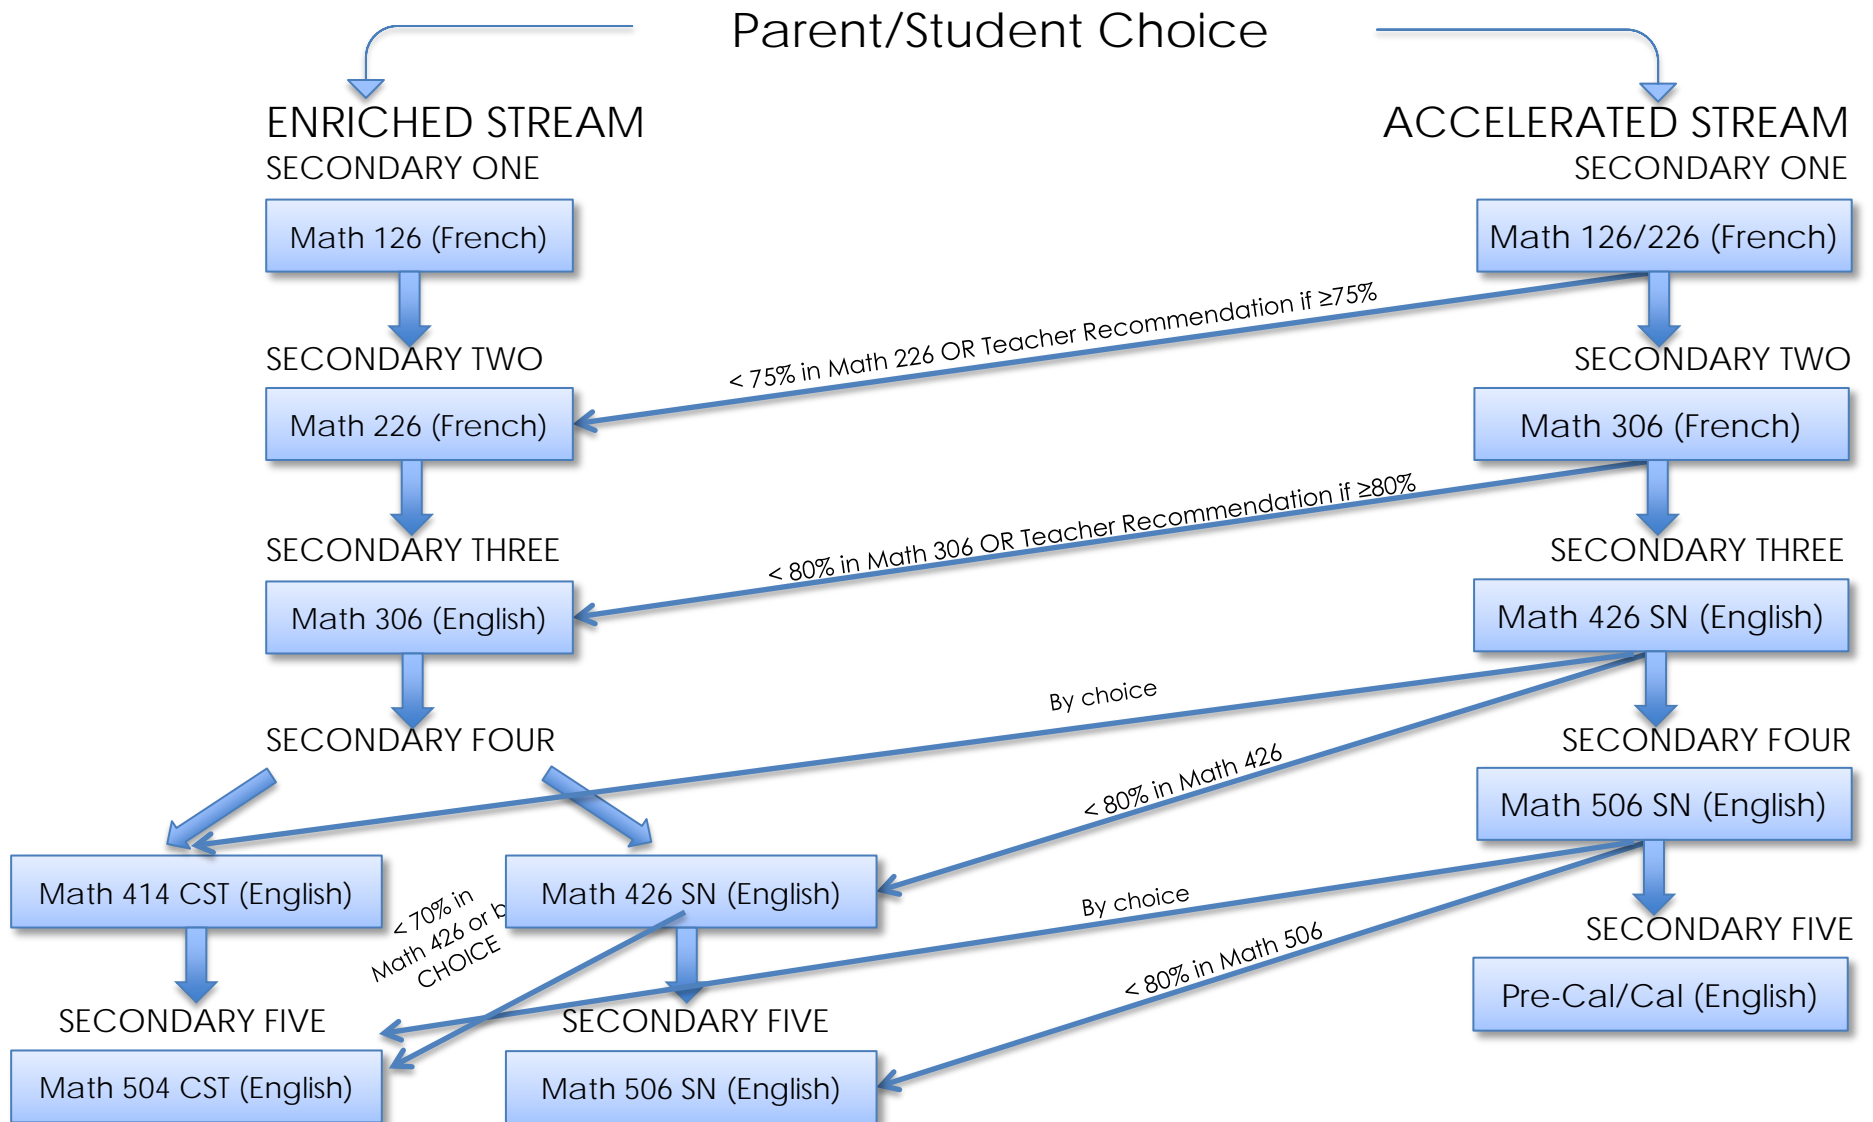 Parent/Student Choice
ENRICHED STREAM
SECONDARY ONE
Math 126 (French)
SECONDARY TWO
Math 226 (French)
SECONDARY THREE
Math 306 (English)
SECONDARY FOUR
Math 414 CST (English)
Math 426 SN (English)
< 70% in
Math 426 or b
CHOICE
SECONDARY FIVE
Math 504 CST (English)
SECONDARY FIVE
Math 506 SN (English)
< 75% in Math 226 OR Teacher Recommendation if ≥75%
< 80% in Math 306 OR Teacher Recommendation if ≥80%
By choice
< 80% in Math 426
By choice
< 80% in Math 506
ACCELERATED STREAM
SECONDARY ONE
Math 126/226 (French)
SECONDARY TWO
Math 306 (French)
SECONDARY THREE
Math 426 SN (English)
SECONDARY FOUR
Math 506 SN (English)
SECONDARY FIVE
Pre-Cal/Cal (English)